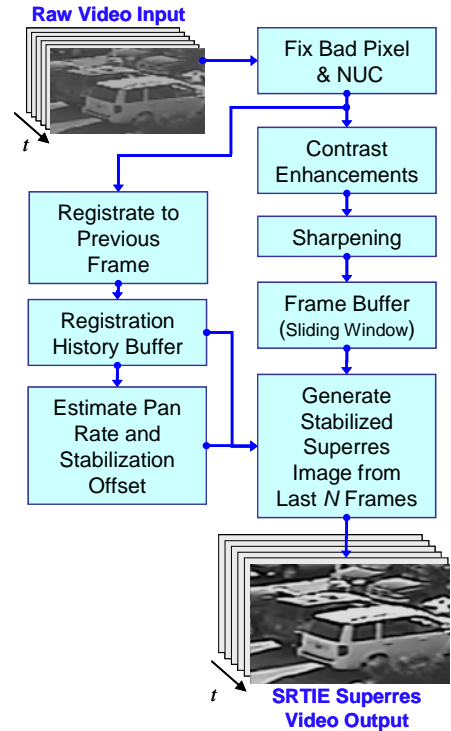 Raw Video Input
t
Fix Bad Pixel
& NUC
Contrast
Enhancements
Registrate to
Previous
Frame
Sharpening
Registration
History Buffer
Frame Buffer
(Sliding Window)
Estimate Pan
Rate and
Stabilization
Offset
Generate
Stabilized
Superres
Image from
Last N Frames
t
SRTIE Superres
Video Output